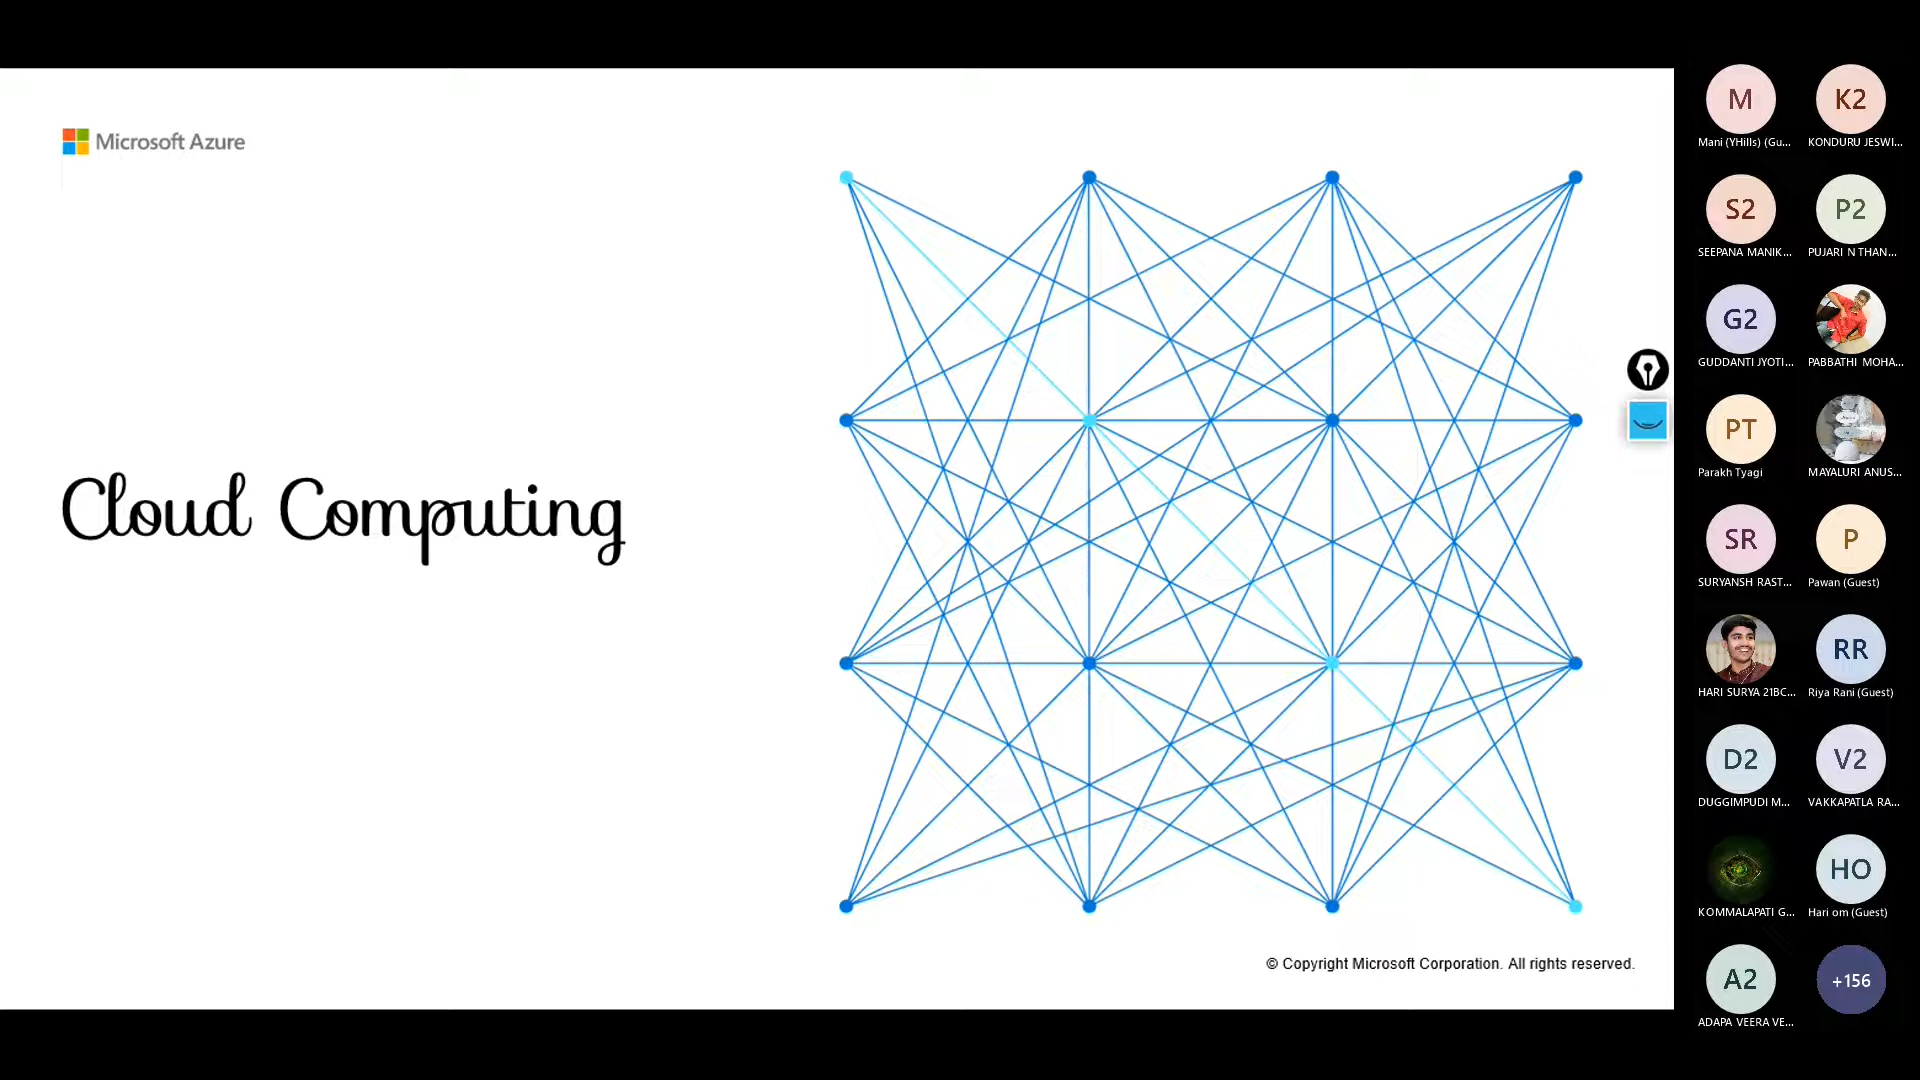 Microsoft Azure
Cloud Computing
© Copyright Microsoft Corporation. All rights reserved.
M
Mani (YHills) (Gu...
K2
KONDURU JESWI...
S2
SEEPANA MANIK...
P2
PUJARI N THAN...
G2
GUDDANTI JYOTI...
PABBATHI MOHA...
PT
Parakh Tyagi
MAYALURI ANUS...
SR
SURYANSH RAST...
P
Pawan (Guest)
HARI SURYA 21BC...
RR
Riya Rani (Guest)
D2
DUGGIMPUDI M...
V2
VAKKAPATLA RA...
KOMMALAPATI G...
HO
Hari om (Guest)
A2
ADAPA VEERA VE...
+156